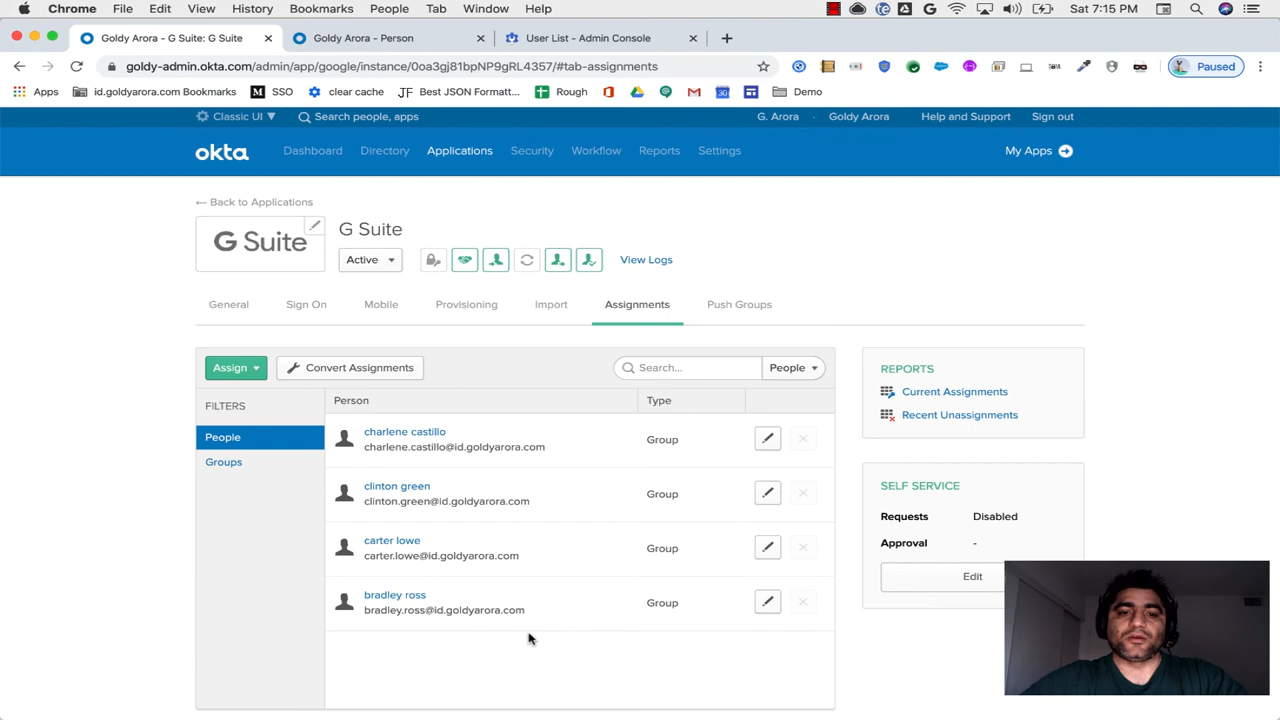 Chrome File Edit View History Bookmarks People Tab Window Help Sat 7:15 PM
Goldy Arora - G Suite: G Suite Goldy Arora - Person User List - Admin Console
goldy-admin.okta.com/admin/app/google/instance/0oa3gj81bpNP9gRL4357/#tab-assignments Paused
Apps id.goldyarora.com Bookmarks SSO clear cache Best JSON Formatt... Rough Demo
Classic UI Search people, apps G. Arora · Goldy Arora Help and Support Sign out
okta Dashboard Directory Applications Security Workflow Reports Settings My Apps
← Back to Applications
G Suite G Suite
Active View Logs
General Sign On Mobile Provisioning Import Assignments Push Groups
Assign Convert Assignments Search... People
REPORTS
Current Assignments
Recent Unassignments
FILTERS Person Type
People
Groups
charlene castillo
charlene.castillo@id.goldyarora.com Group
clinton green
clinton.green@id.goldyarora.com Group
carter lowe
carter.lowe@id.goldyarora.com Group
bradley ross
bradley.ross@id.goldyarora.com Group
SELF SERVICE
Requests Disabled
Approval -
Edit